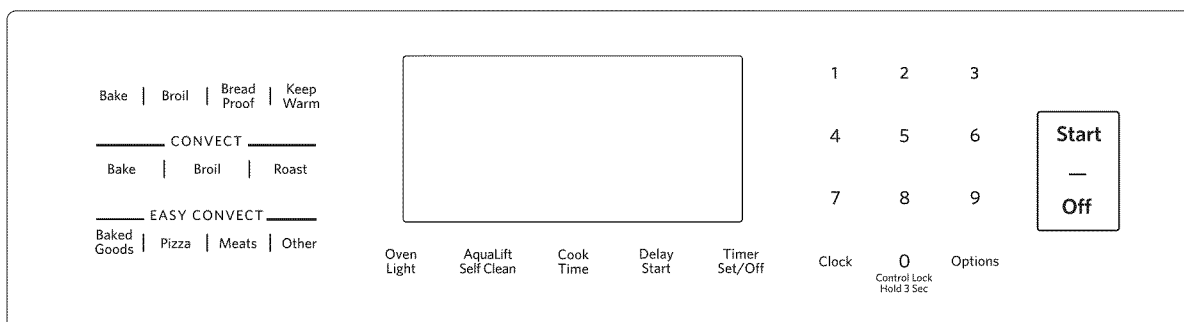 Bake | Broil | Bread Proof | Keep Warm
CONVECT
Bake | Broil | Roast
EASY CONVECT
Baked Goods | Pizza | Meats | Other
Oven Light
AquaLift Self Clean
Cook Time
Delay Start
Timer Set/Off
1 2 3
4 5 6
7 8 9
Clock 0 Options
Control Lock
Hold 3 Sec
Start
—
Off